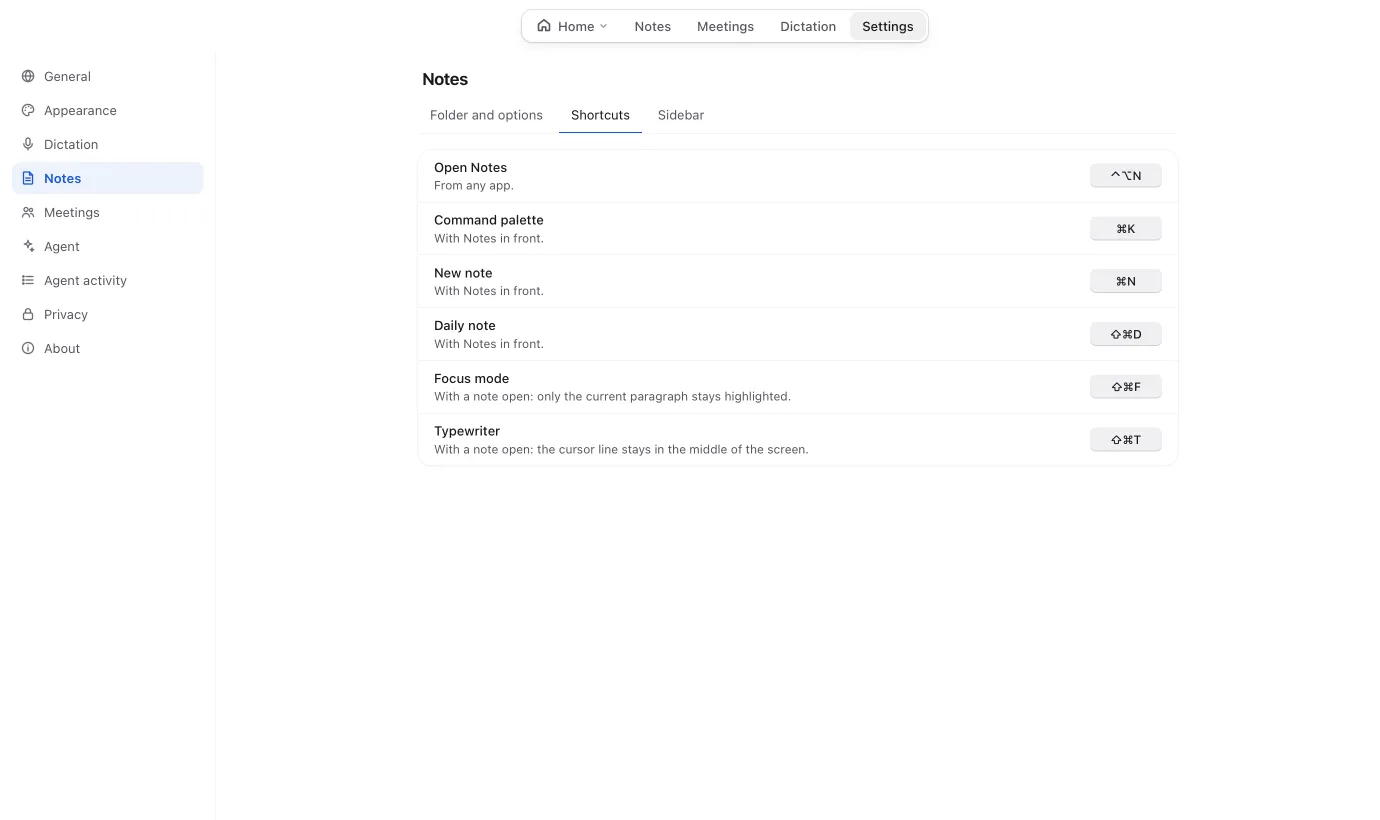 Home
Notes
Meetings
Dictation
Settings
General
Appearance
Dictation
Notes
Meetings
Agent
Agent activity
Privacy
About
Notes
Folder and options
Shortcuts
Sidebar
Open Notes
From any app.
⌃⌥N
Command palette
With Notes in front.
⌘K
New note
With Notes in front.
⌘N
Daily note
With Notes in front.
⇧⌘D
Focus mode
With a note open: only the current paragraph stays highlighted.
⇧⌘F
Typewriter
With a note open: the cursor line stays in the middle of the screen.
⇧⌘T